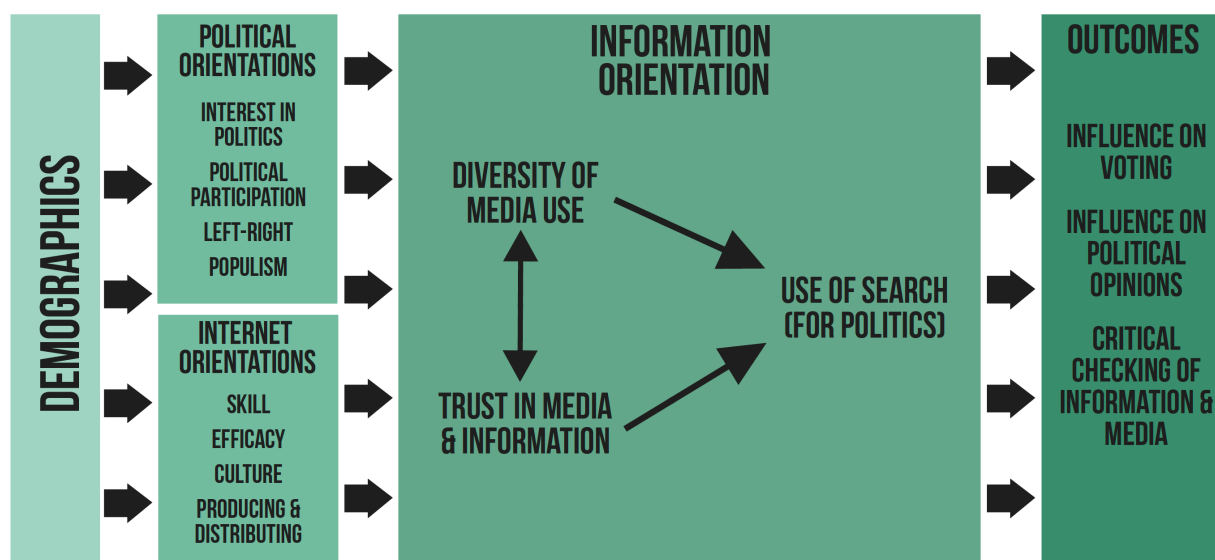 DEMOGRAPHICS
POLITICAL
ORIENTATIONS
INTEREST IN
POLITICS
POLITICAL
PARTICIPATION
LEFT-RIGHT
POPULISM
INTERNET
ORIENTATIONS
SKILL
EFFICACY
CULTURE
PRODUCING &
DISTRIBUTING
INFORMATION
ORIENTATION
DIVERSITY OF
MEDIA USE
TRUST IN MEDIA
& INFORMATION
USE OF SEARCH
(FOR POLITICS)
OUTCOMES
INFLUENCE ON
VOTING
INFLUENCE ON
POLITICAL
OPINIONS
CRITICAL
CHECKING OF
INFORMATION &
MEDIA